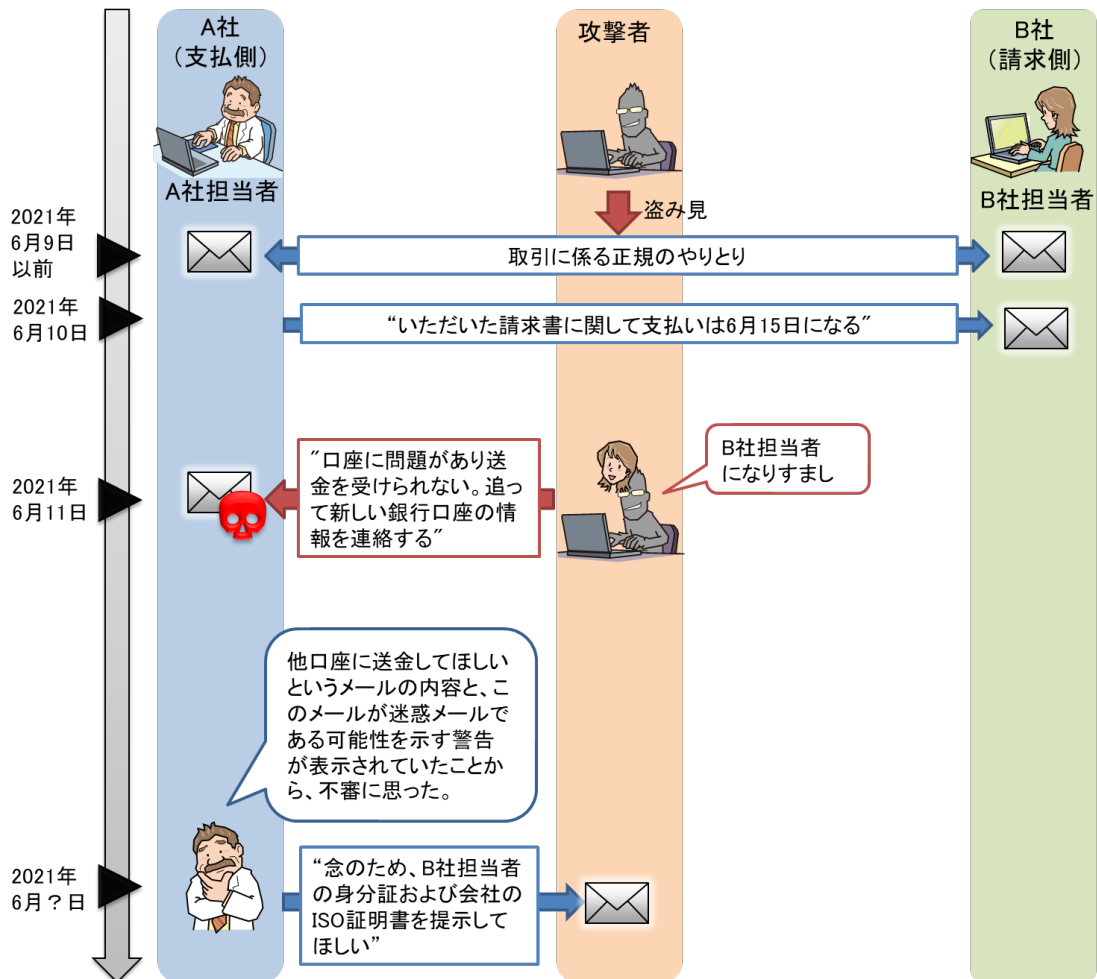 A社
(支払側)
攻撃者
B社
(請求側)
A社担当者
B社担当者
盗み見
2021年
6月9日
以前
取引に係る正規のやりとり
2021年
6月10日
“いただいた請求書に関して支払いは6月15日になる”
B社担当者
になりすまし
2021年
6月11日
"口座に問題があり送
金を受けられない。追っ
て新しい銀行口座の情
報を連絡する”
他口座に送金してほしい
というメールの内容と、こ
のメールが迷惑メールで
ある可能性を示す警告
が表示されていたことか
ら、不審に思った。
2021年
6月?日
“念のため、B社担当者
の身分証および会社の
ISO証明書を提示して
ほしい”